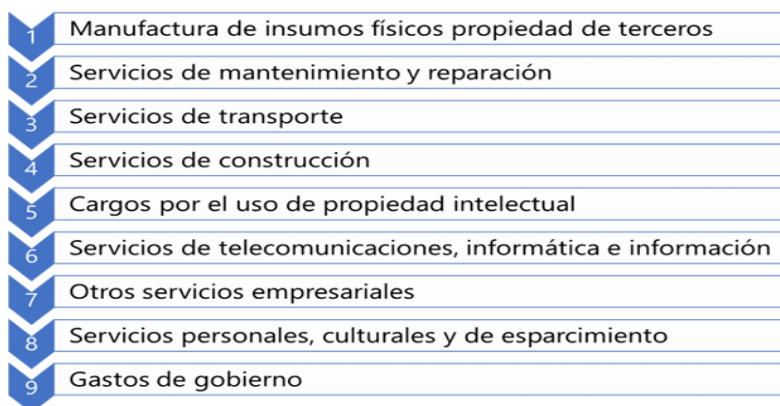 1 Manufactura de insumos físicos propiedad de terceros
2 Servicios de mantenimiento y reparación
3 Servicios de transporte
4 Servicios de construcción
5 Cargos por el uso de propiedad intelectual
6 Servicios de telecomunicaciones, informática e información
7 Otros servicios empresariales
8 Servicios personales, culturales y de esparcimiento
9 Gastos de gobierno